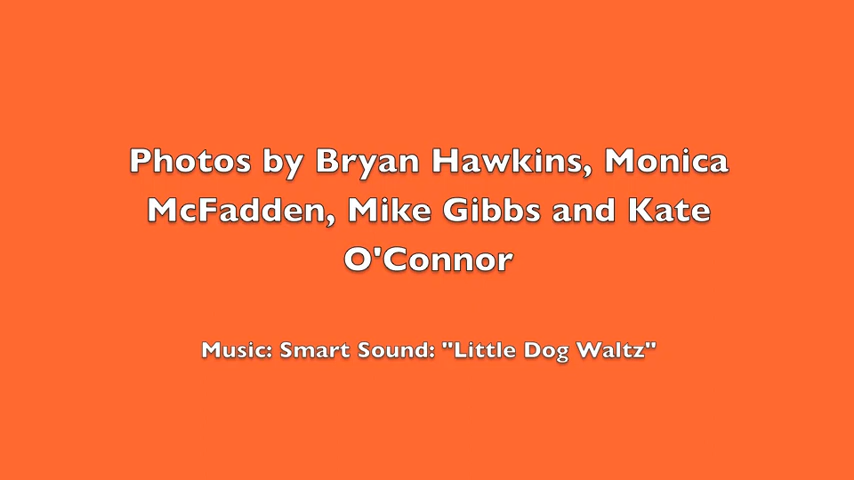 Photos by Bryan Hawkins, Monica
McFadden, Mike Gibbs and Kate
O'Connor
Music: Smart Sound: "Little Dog Waltz"